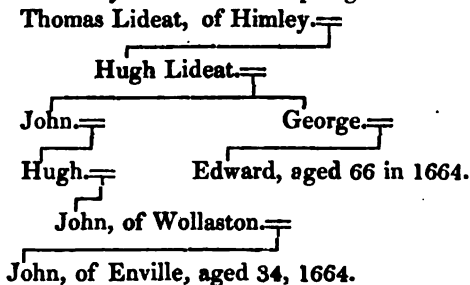 Thomas Lideat, of Himley.
Hugh Lideat.
John. George.
Hugh. Edward, aged 66 in 1664.
John, of Wollaston.
John, of Enville, aged 34, 1664.